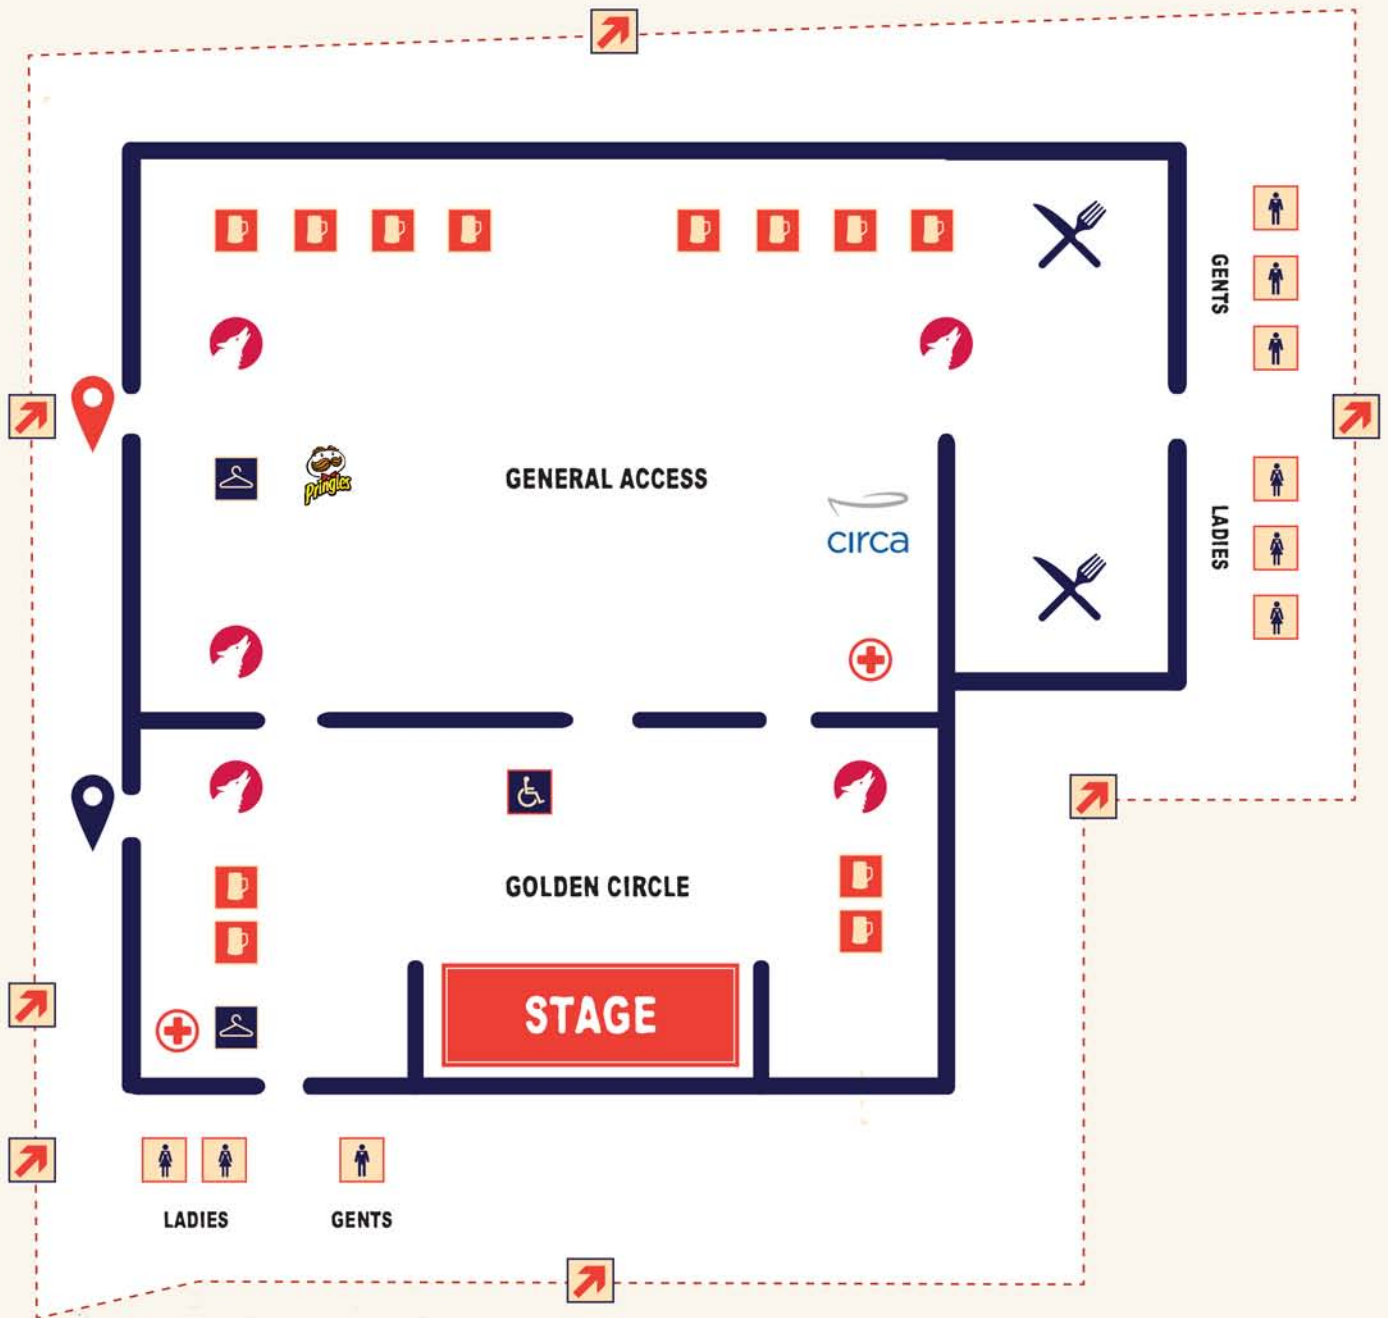 GENTS
Pringles
GENERAL ACCESS
circa
LADIES
GOLDEN CIRCLE
STAGE
LADIES
GENTS